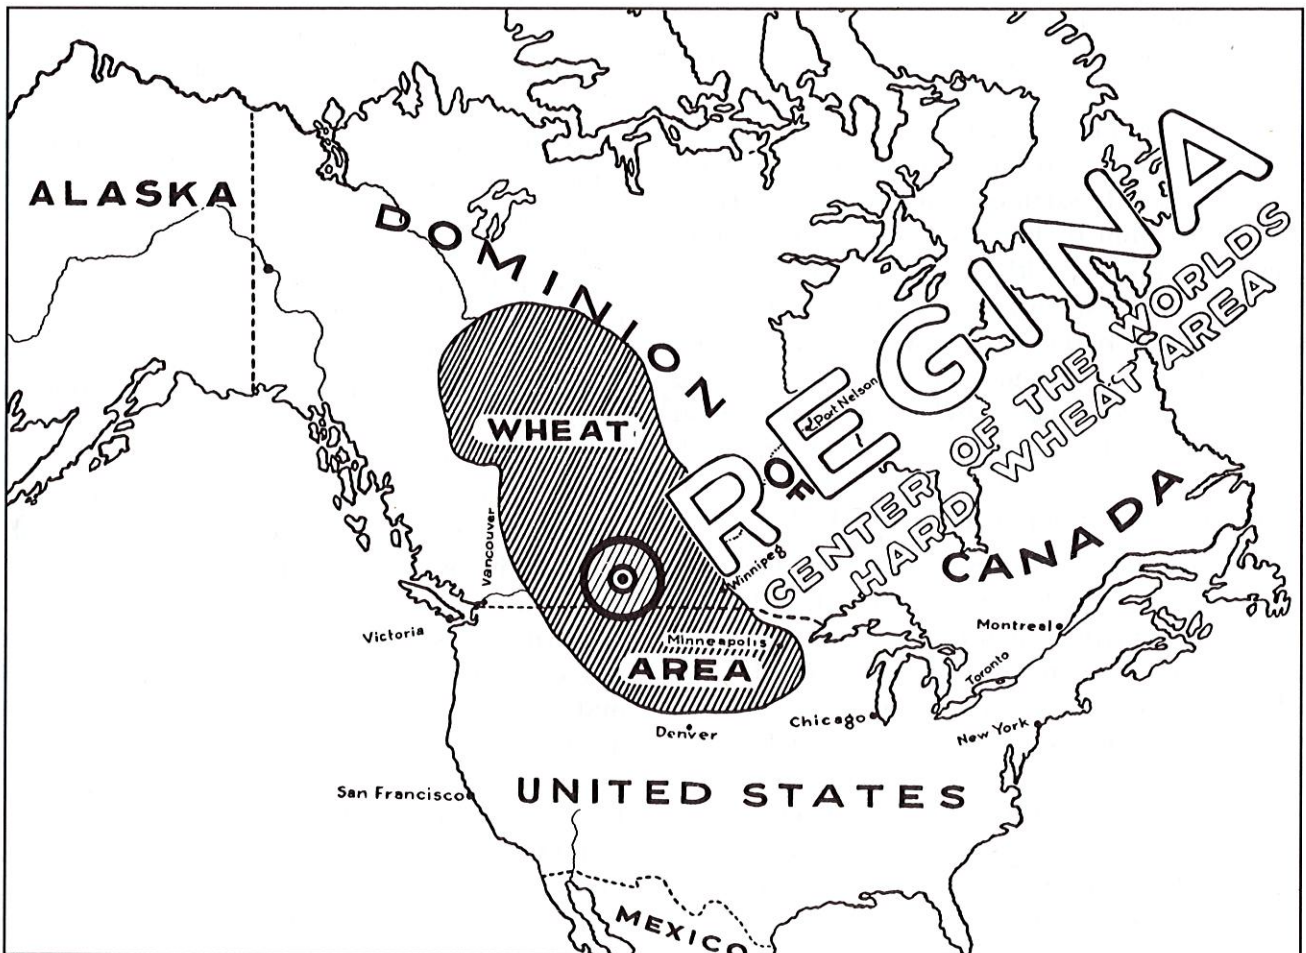 ALASKA
DOMINION
OF
CANADA
REGINA
CENTER OF THE WORLDS
HARD WHEAT AREA
Port Nelson
WHEAT
Vancouver
Winnipeg
Victoria
Minneapolis
AREA
Montreal
Toronto
Chicago
New York
Denver
San Francisco
UNITED STATES
MEXICO